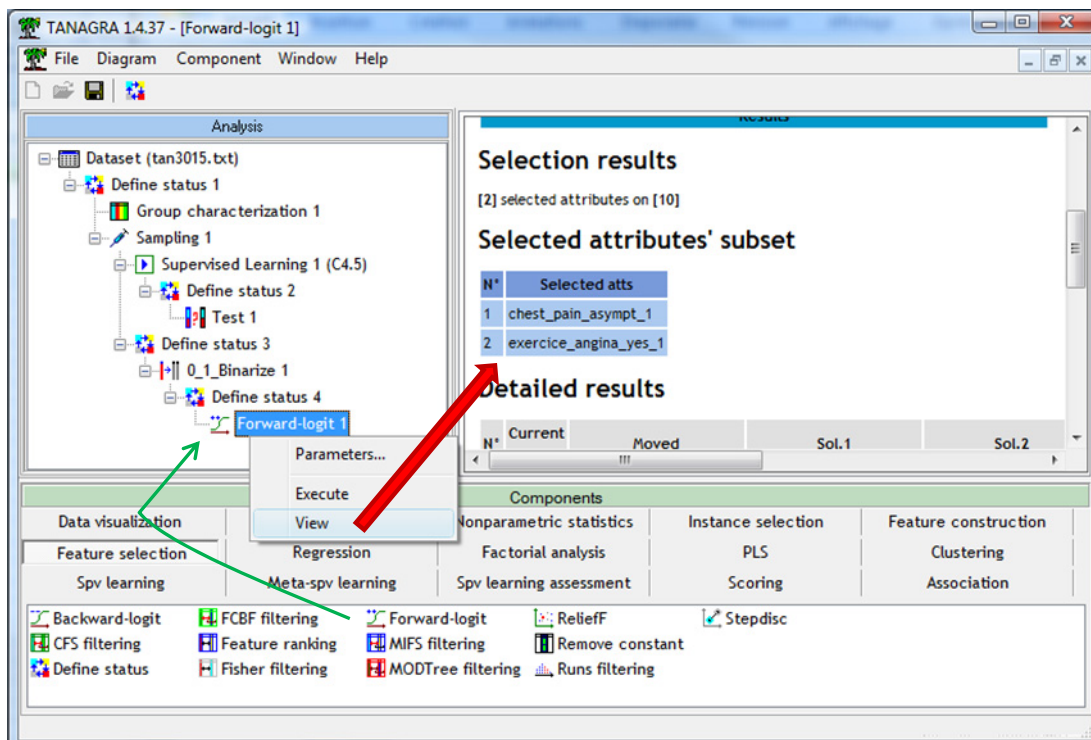 TANAGRA 1.4.37 - [Forward-logit 1]
File Diagram Component Window Help
Analysis
Dataset (tan3015.txt)
Define status 1
Group characterization 1
Sampling 1
Supervised Learning 1 (C4.5)
Define status 2
Test 1
Define status 3
0_1_Binarize 1
Define status 4
Forward-logit 1
Parameters...
Execute
View
Results
Selection results
[2] selected attributes on [10]
Selected attributes' subset
N° Selected atts
1 chest_pain_asympt_1
2 exercice_angina_yes_1
Detailed results
N° Current Moved Sol.1 Sol.2
Components
Data visualization Nonparametric statistics Instance selection Feature construction
Feature selection Regression Factorial analysis PLS Clustering
Spv learning Meta-spv learning Spv learning assessment Scoring Association
Backward-logit FCBF filtering Forward-logit ReliefF Stepdisc
CFS filtering Feature ranking MIFS filtering Remove constant
Define status Fisher filtering MODTree filtering Runs filtering